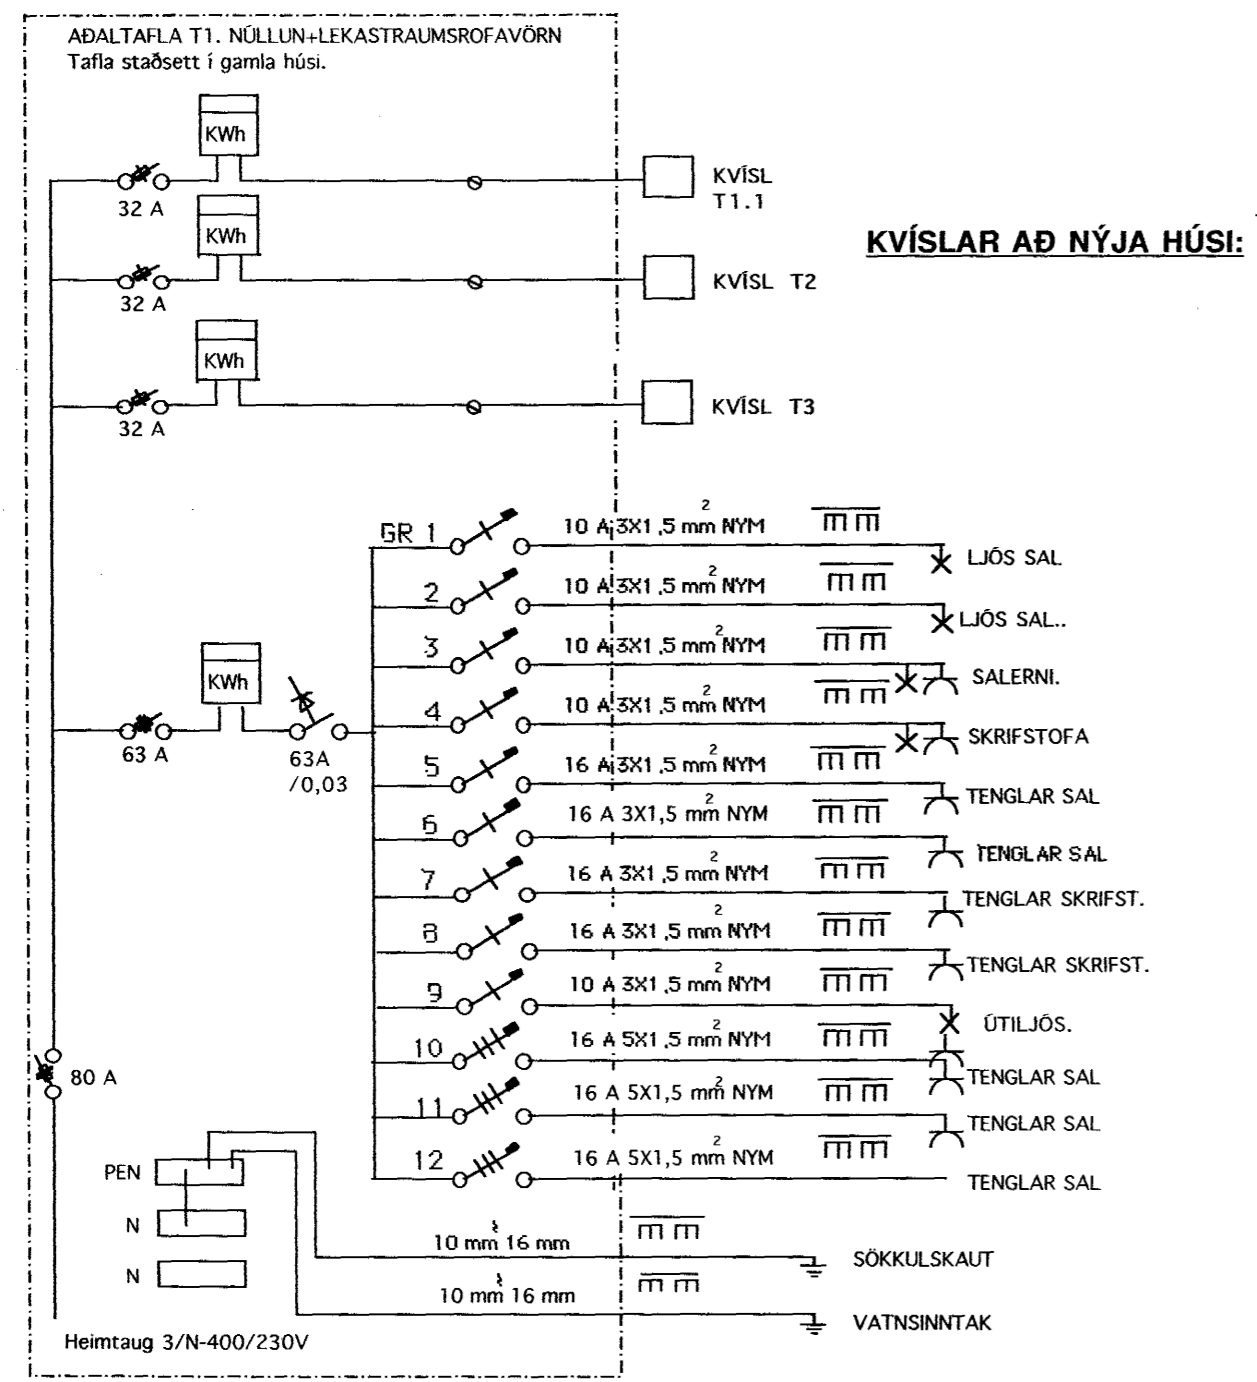 AÐALTAFLA T1. NÚLLUN+LEKASTRAUMSROFAVÖRN
Tafla staðsett í gamla húsi.
KWh
32 A
KVÍSL
T1.1
KVÍSLAR AÐ NÝJA HÚSI:
KWh
32 A
KVÍSL T2
KWh
32 A
KVÍSL T3
GR 1 10 A 3X1,5 mm² NYM LJÓS SAL
2 10 A 3X1,5 mm² NYM LJÓS SAL..
3 10 A 3X1,5 mm² NYM SALERNI.
KWh
63 A
63A
/0,03
4 10 A 3X1,5 mm² NYM SKRIFSTOFA
5 16 A 3X1,5 mm² NYM TENGLAR SAL
6 16 A 3X1,5 mm² NYM TENGLAR SAL
7 16 A 3X1,5 mm² NYM TENGLAR SKRIFST.
8 16 A 3X1,5 mm² NYM TENGLAR SKRIFST.
9 10 A 3X1,5 mm² NYM ÚTILJÓS.
10 16 A 5X1,5 mm² NYM TENGLAR SAL
11 16 A 5X1,5 mm² NYM TENGLAR SAL
12 16 A 5X1,5 mm² NYM TENGLAR SAL
80 A
PEN
N
N
10 mm 16 mm SÖKKULSKAUT
10 mm 16 mm VATNSINNTAK
Heimtaug 3/N-400/230V